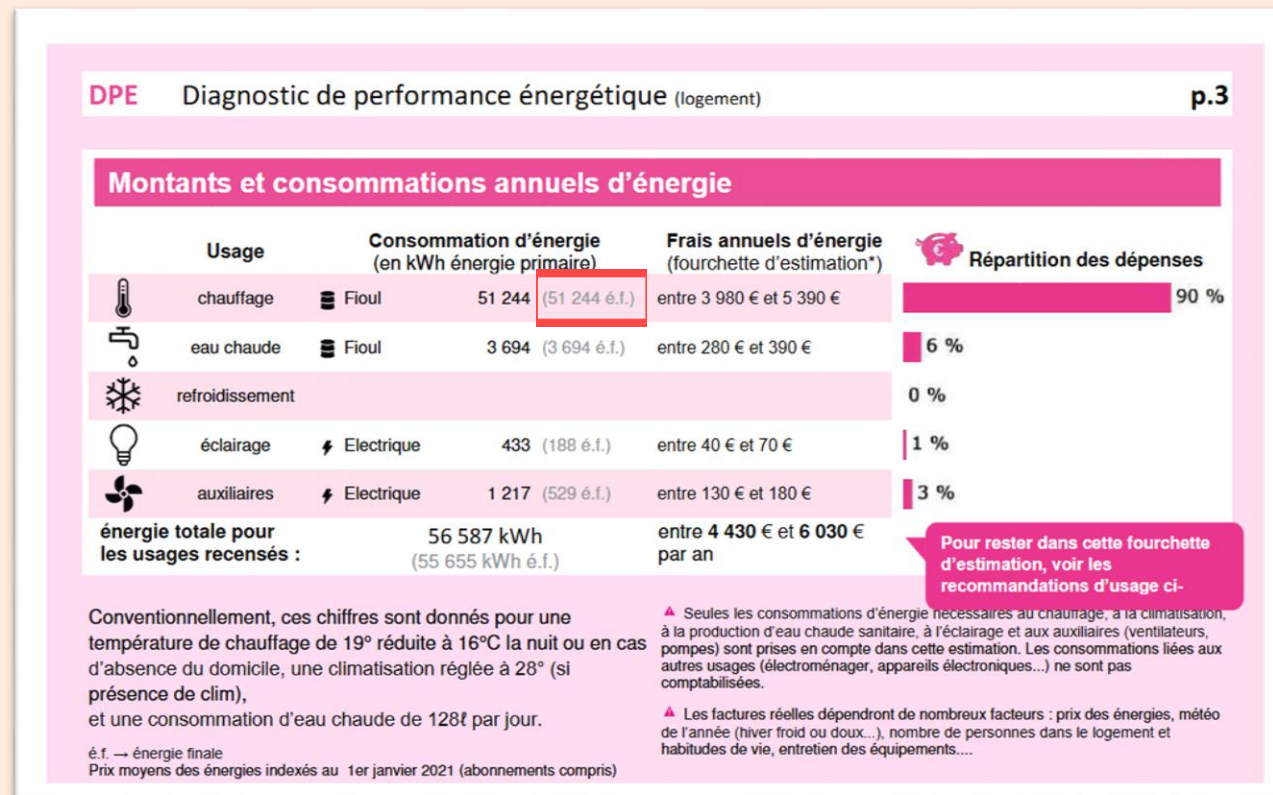 DPE Diagnostic de performance énergétique (logement) p.3
Montants et consommations annuels d'énergie
Usage
Consommation d'énergie
(en kWh énergie primaire)
Frais annuels d'énergie
(fourchette d'estimation*)
Répartition des dépenses
chauffage Fioul 51 244 (51 244 é.f.) entre 3 980 € et 5 390 € 90 %
eau chaude Fioul 3 694 (3 694 é.f.) entre 280 € et 390 € 6 %
refroidissement 0 %
éclairage Electrique 433 (188 é.f.) entre 40 € et 70 € 1 %
auxiliaires Electrique 1 217 (529 é.f.) entre 130 € et 180 € 3 %
énergie totale pour
les usages recensés :
56 587 kWh
(55 655 kWh é.f.)
entre 4 430 € et 6 030 €
par an
Pour rester dans cette fourchette
d'estimation, voir les
recommandations d'usage ci-
Conventionnellement, ces chiffres sont donnés pour une
température de chauffage de 19° réduite à 16°C la nuit ou en cas
d'absence du domicile, une climatisation réglée à 28° (si
présence de clim),
et une consommation d'eau chaude de 128ℓ par jour.
é.f. → énergie finale
Prix moyens des énergies indexés au 1er janvier 2021 (abonnements compris)
Seules les consommations d'énergie nécessaires au chauffage, à la climatisation,
à la production d'eau chaude sanitaire, à l'éclairage et aux auxiliaires (ventilateurs,
pompes) sont prises en compte dans cette estimation. Les consommations liées aux
autres usages (électroménager, appareils électroniques...) ne sont pas
comptabilisées.
Les factures réelles dépendront de nombreux facteurs : prix des énergies, météo
de l'année (hiver froid ou doux...), nombre de personnes dans le logement et
habitudes de vie, entretien des équipements....